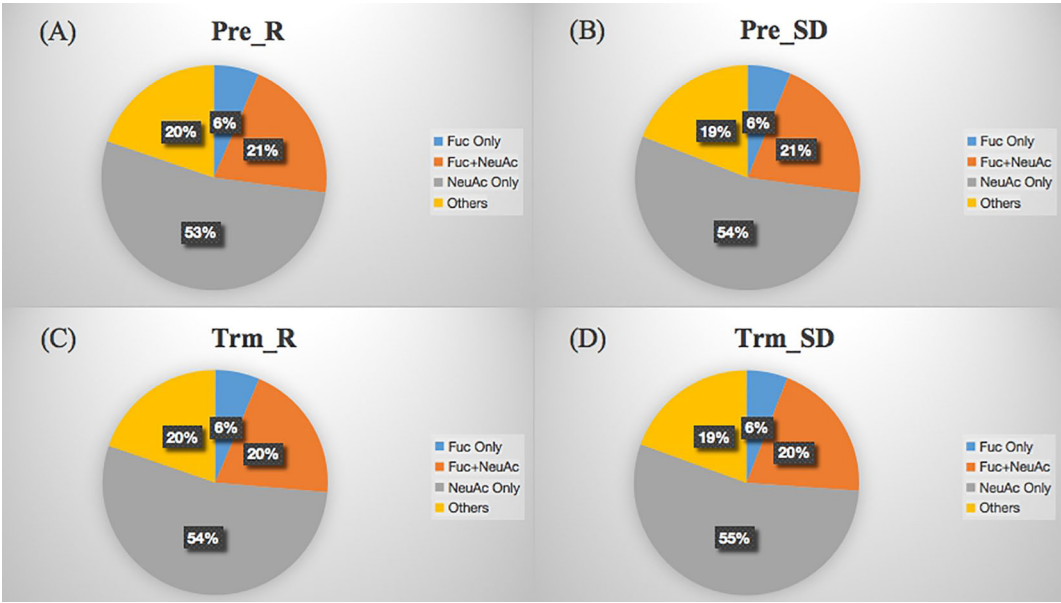 (A)
Pre_R
20%
6%
21%
53%
Fuc Only
Fuc+NeuAc
NeuAc Only
Others
(B)
Pre_SD
19%
6%
21%
54%
Fuc Only
Fuc+NeuAc
NeuAc Only
Others
(C)
Trm_R
20%
6%
20%
54%
Fuc Only
Fuc+NeuAc
NeuAc Only
Others
(D)
Trm_SD
19%
6%
20%
55%
Fuc Only
Fuc+NeuAc
NeuAc Only
Others